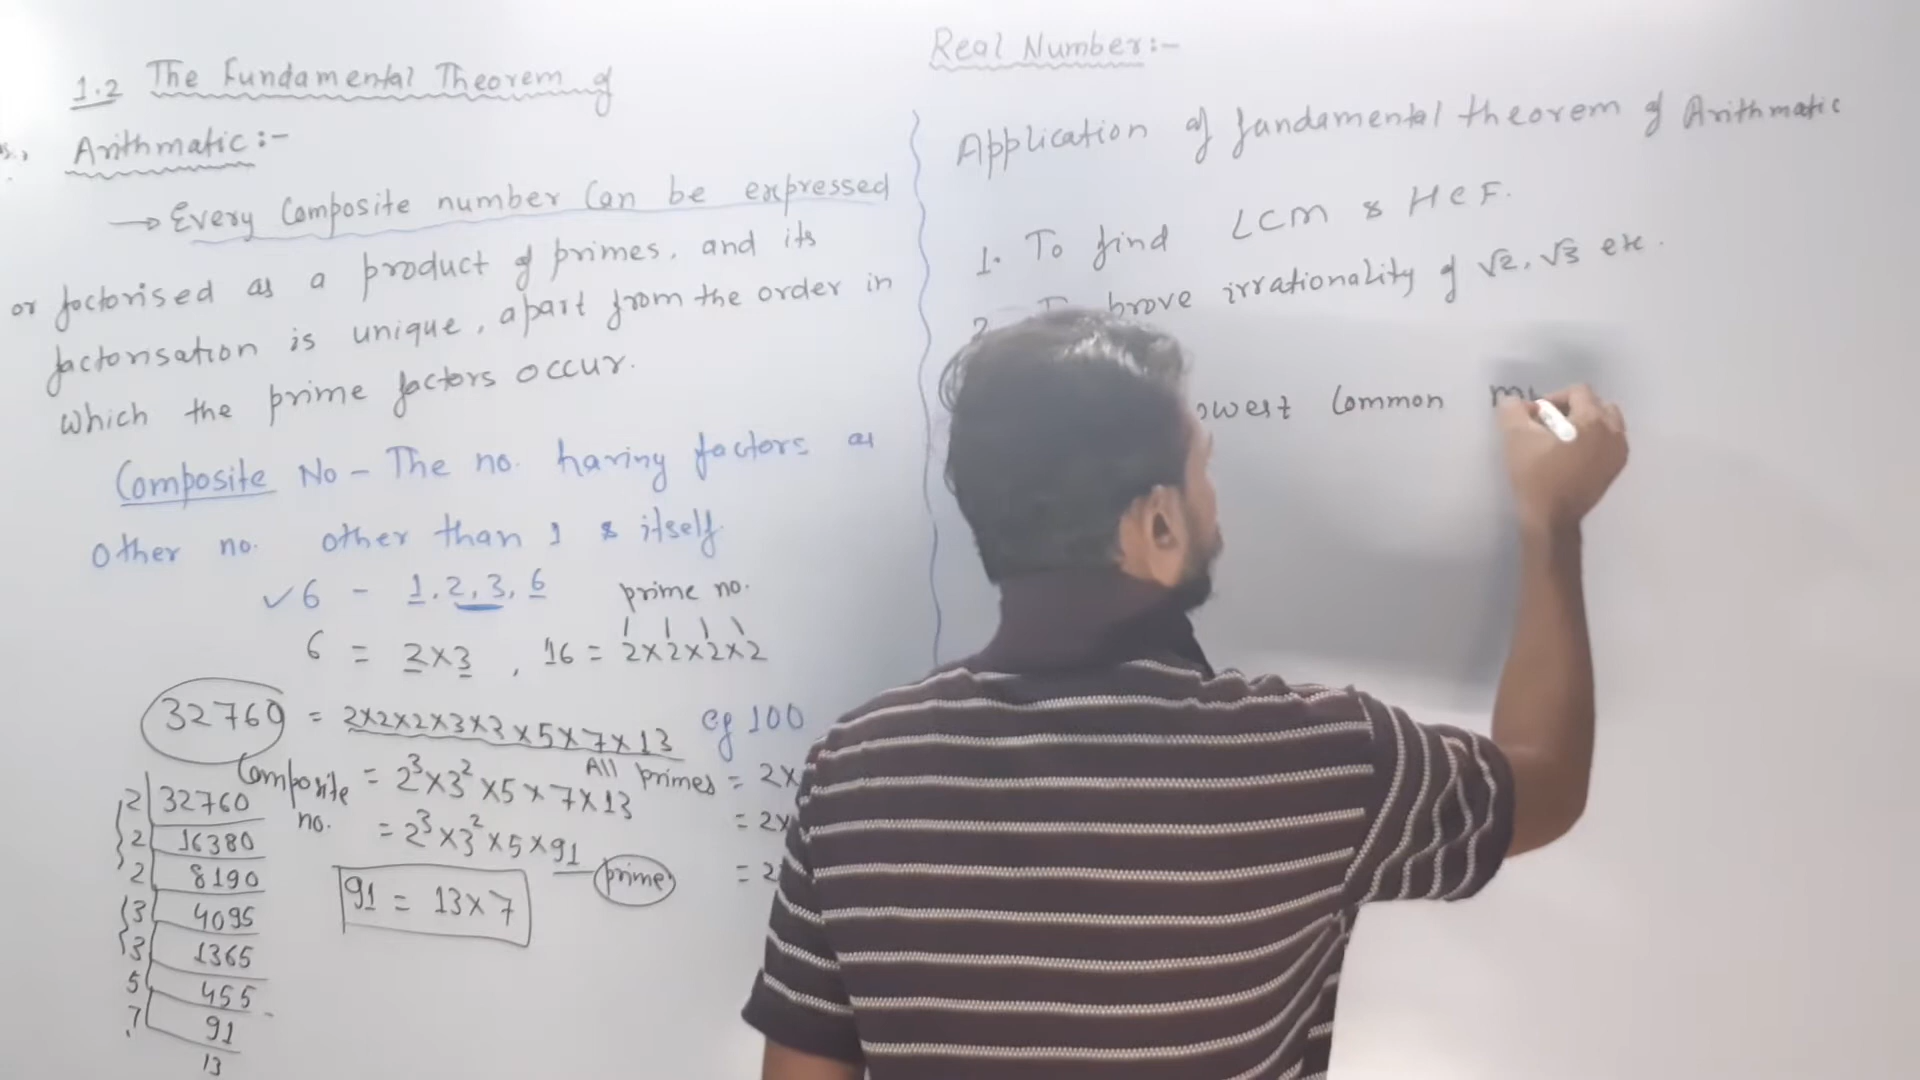 1.2 The Fundamental Theorem of
Arithmatic:-
→ Every Composite number can be expressed
or factorised as a product of primes, and its
factorisation is unique, apart from the order in
which the prime factors occur.
Composite No - The no. having factors as
other no. other than 1 & itself
✓6 - 1, 2, 3, 6 prime no.
6 = 2×3, 16 = 2×2×2×2
32760 = 2×2×2×3×3×5×7×13
All primes
Composite no.
= 2³×3²×5×7×13
= 2³×3²×5×91
prime
91 = 13×7
2 32760
2 16380
2 8190
3 4095
3 1365
5 455
7 91
13
eg 100
= 2×
= 2×
= 2
Real Number:-
Application of fundamental theorem of Arithmatic
1. To find LCM & HCF.
2. To prove irrationality of √2, √3 etc.
owest Common